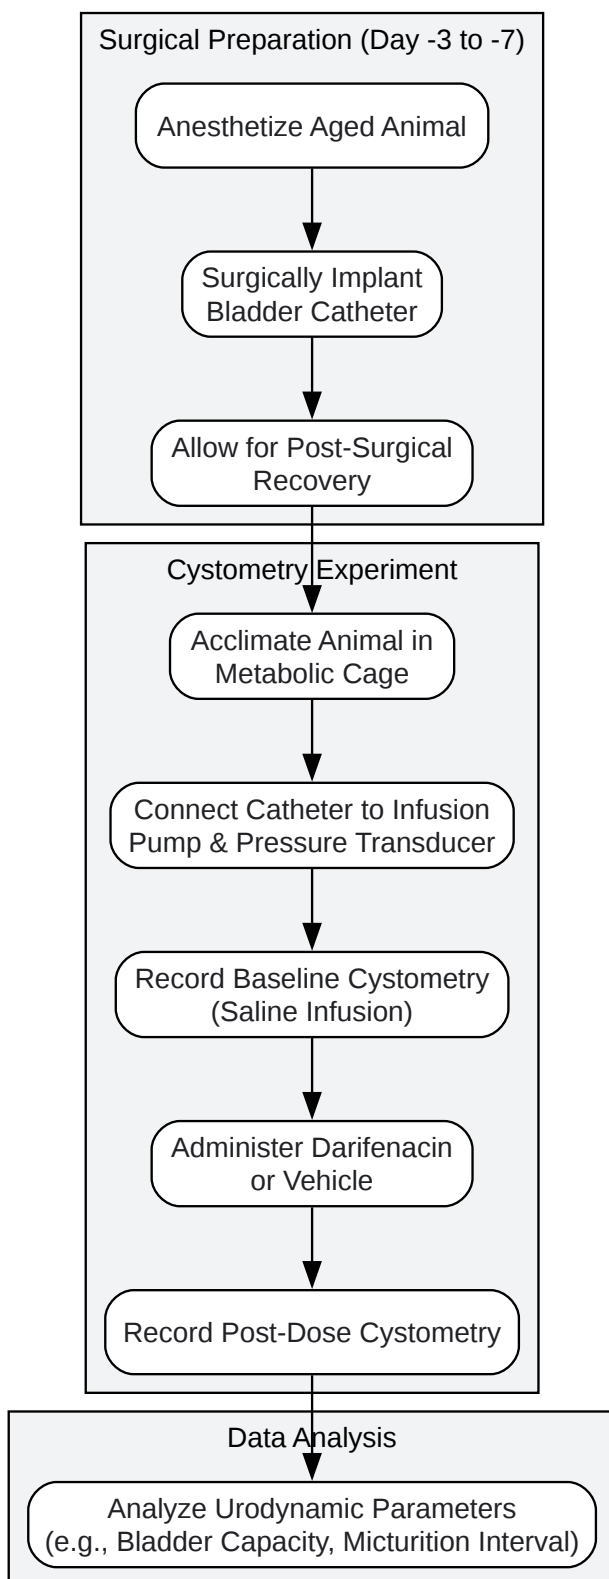 Surgical Preparation (Day -3 to -7)
Anesthetize Aged Animal
Surgically Implant
Bladder Catheter
Allow for Post-Surgical
Recovery
Cystometry Experiment
Acclimate Animal in
Metabolic Cage
Connect Catheter to Infusion
Pump & Pressure Transducer
Record Baseline Cystometry
(Saline Infusion)
Administer Darifenacin
or Vehicle
Record Post-Dose Cystometry
Data Analysis
Analyze Urodynamic Parameters
(e.g., Bladder Capacity, Micturition Interval)